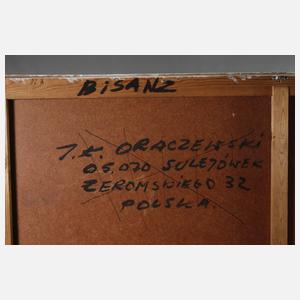 BISANZ
J.K. ORACZEWSKI
05.070 SULEJÓWEK
ŻEROMSKIEGO 32
POLSKA.